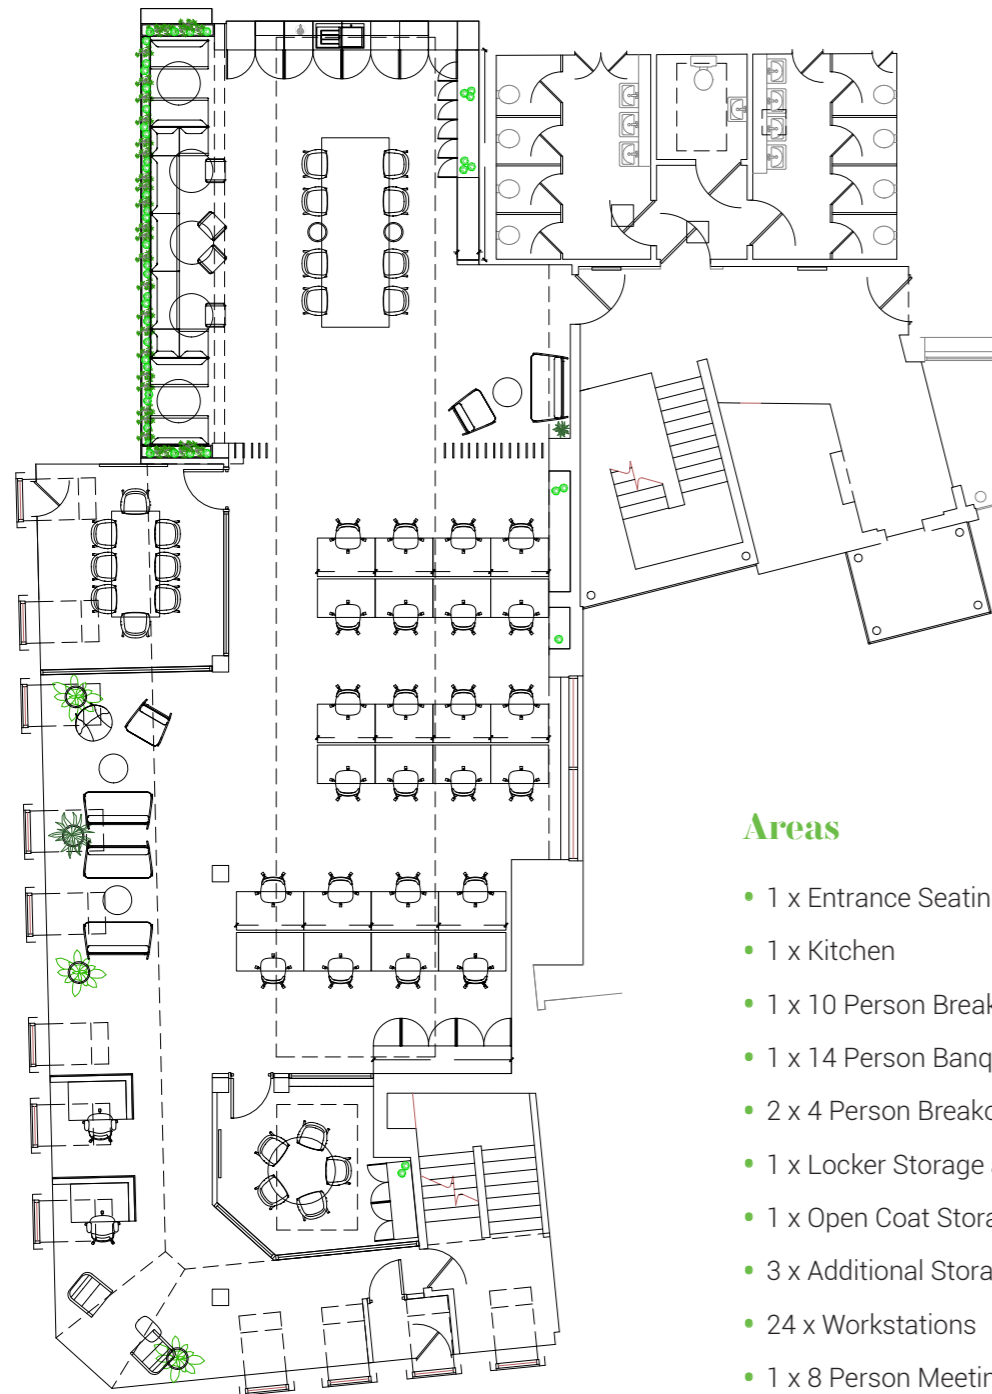 Areas
1 x Entrance Seatin
1 x Kitchen
1 x 10 Person Break
1 x 14 Person Banq
2 x 4 Person Breako
1 x Locker Storage
1 x Open Coat Stora
3 x Additional Stora
24 x Workstations
1 x 8 Person Meetin